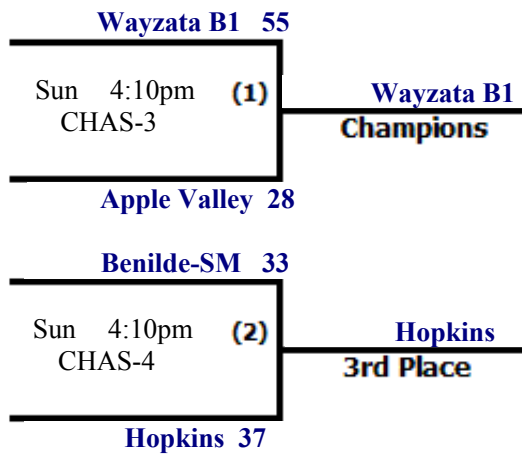 Wayzata B1 55
Sun 4:10pm (1)
CHAS-3
Wayzata B1
Champions
Apple Valley 28
Benilde-SM 33
Sun 4:10pm (2)
CHAS-4
Hopkins
3rd Place
Hopkins 37